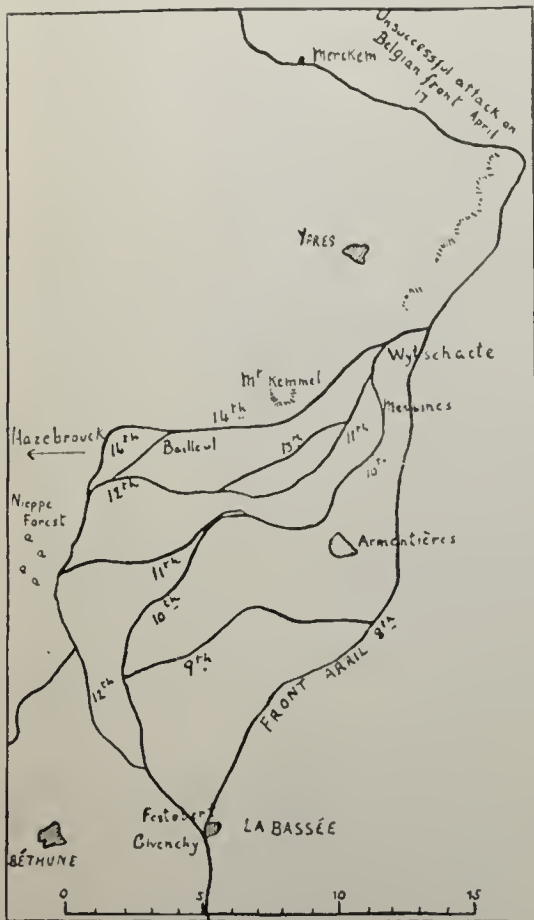 Merckem
Unsuccessful attack on
Belgian front April
17
YPRES
Wytschaete
Mt Kemmel
14th
Messines
Hazebrouck
14th
Bailleul
13th
11th
10th
12th
Nieppe
Forest
Armentières
11th
10th
9th
FRONT APRIL 8th
12th
Festubert
Givenchy
LA BASSÉE
BÉTHUNE
0 5 10 15